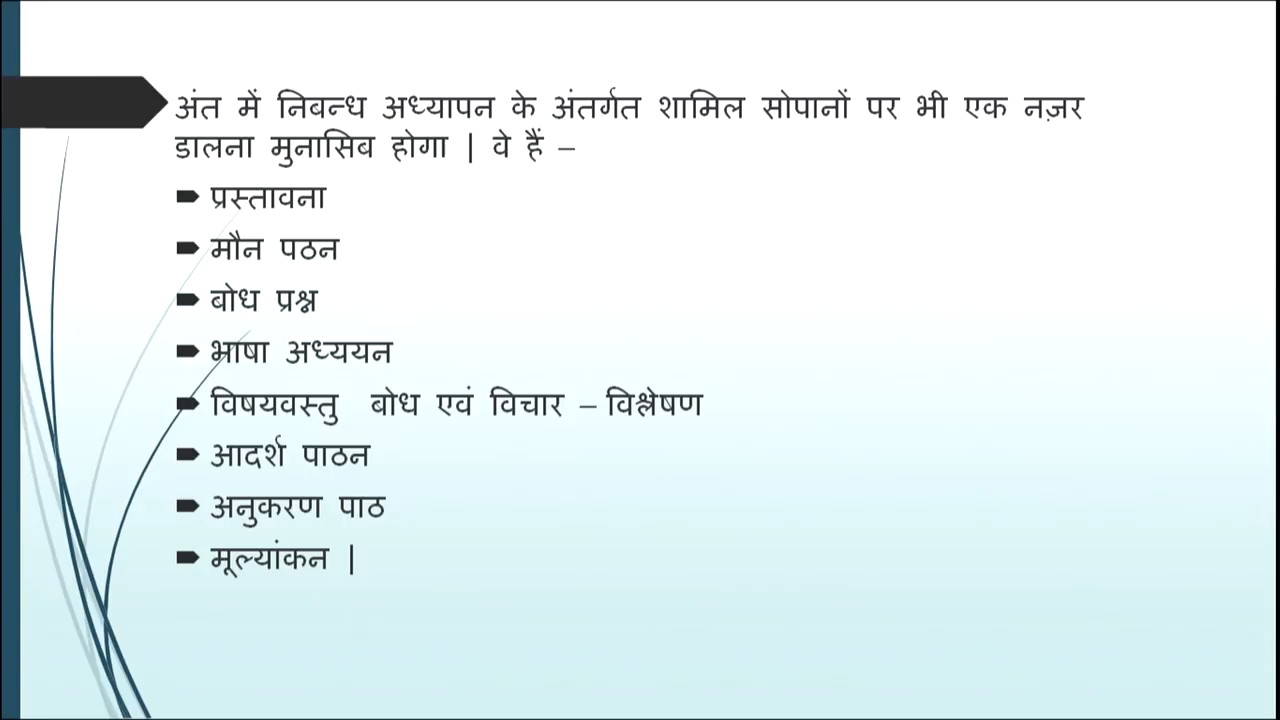 अंत में निबन्ध अध्यापन के अंतर्गत शामिल सोपानों पर भी एक नज़र
डालना मुनासिब होगा | वे हैं –
प्रस्तावना
मौन पठन
बोध प्रश्न
भाषा अध्ययन
विषयवस्तु बोध एवं विचार – विश्लेषण
आदर्श पाठन
अनुकरण पाठ
मूल्यांकन |